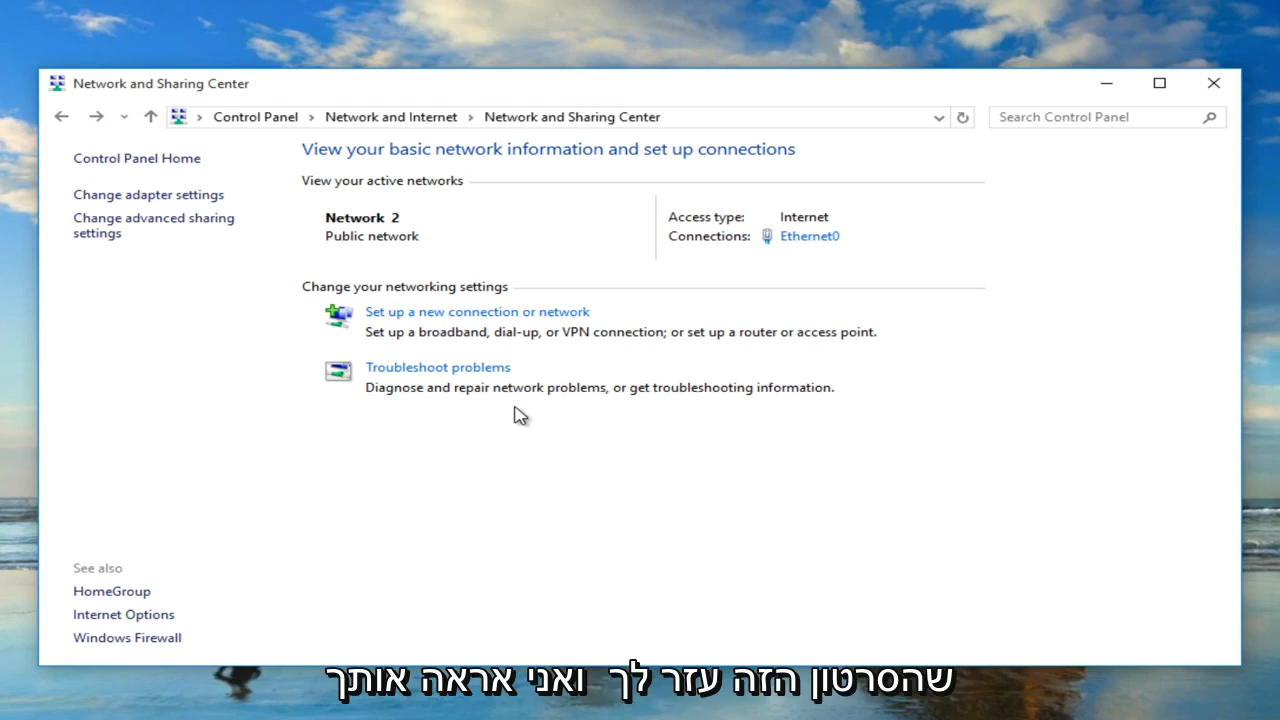 Network and Sharing Center
Control Panel > Network and Internet > Network and Sharing Center
Search Control Panel
Control Panel Home
Change adapter settings
Change advanced sharing
settings
View your basic network information and set up connections
View your active networks
Network 2
Public network
Access type: Internet
Connections: Ethernet0
Change your networking settings
Set up a new connection or network
Set up a broadband, dial-up, or VPN connection; or set up a router or access point.
Troubleshoot problems
Diagnose and repair network problems, or get troubleshooting information.
See also
HomeGroup
Internet Options
Windows Firewall
שהסרטון הזה עזר לך ואני אראה אותך